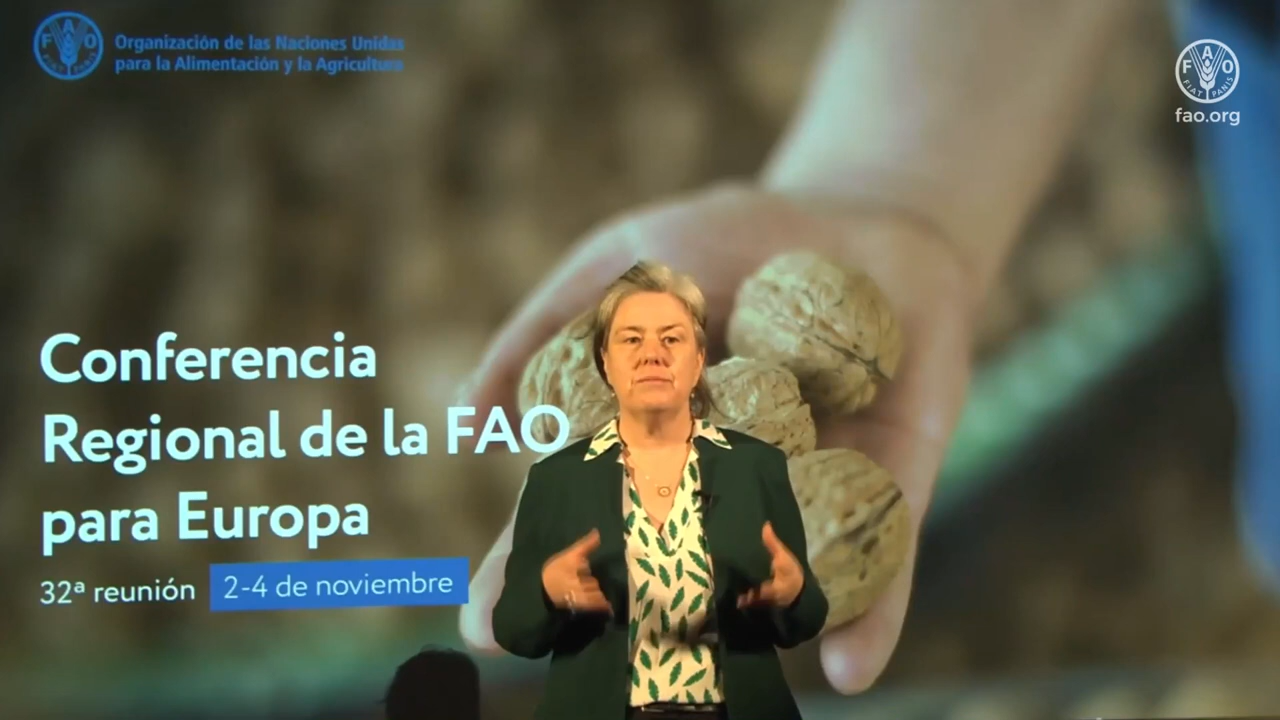 Organización de las Naciones Unidas
para la Alimentación y la Agricultura
FAO
FIAT PANIS
fao.org
Conferencia
Regional de la FAO
para Europa
32ª reunión
2-4 de noviembre